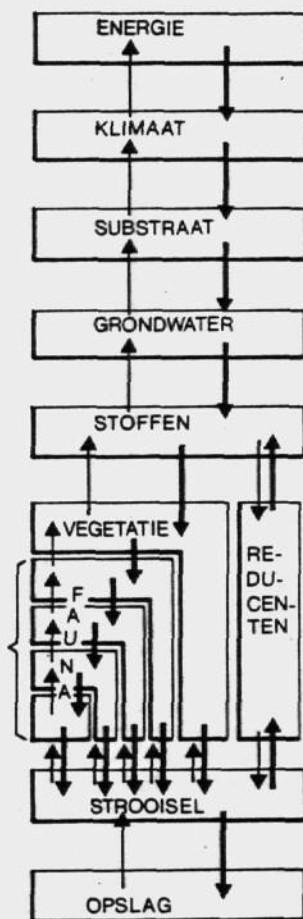 ENERGIE
KLIMAAT
SUBSTRAAT
GRONDWATER
STOFFEN
VEGETATIE
RE-
DU-
CEN-
TEN
F
A
U
N
A
STROOISEL
OPSLAG